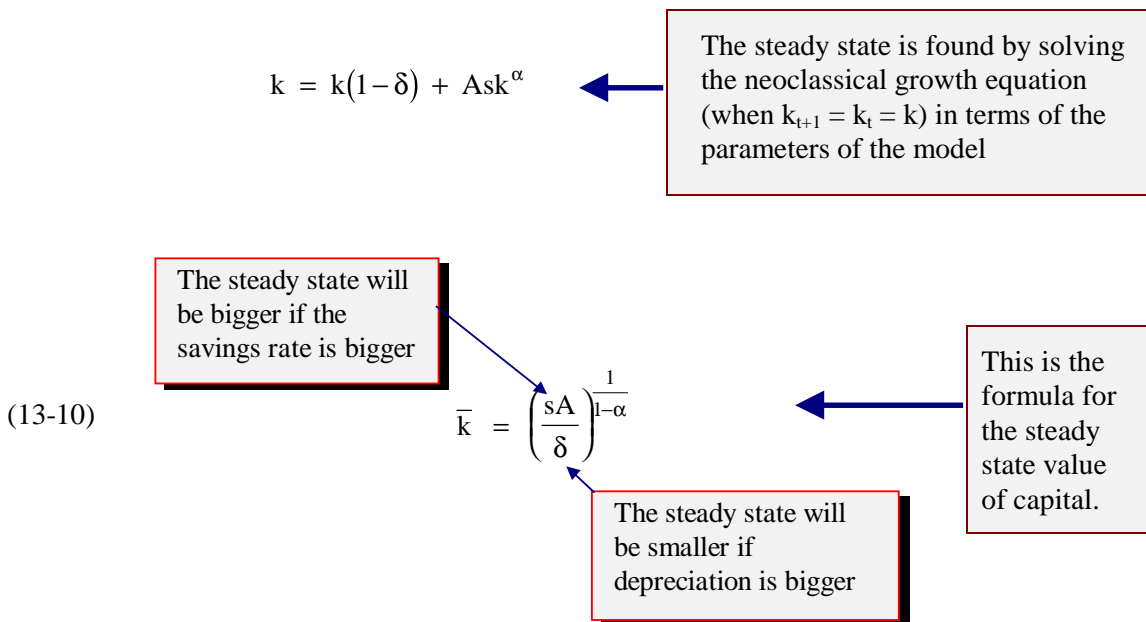 k = k(1−δ) + Ask^α
The steady state is found by solving
the neoclassical growth equation
(when k_{t+1} = k_t = k) in terms of the
parameters of the model
The steady state will
be bigger if the
savings rate is bigger
(13-10)
k̅ = (sA/δ)^{1/(1−α)}
This is the
formula for
the steady
state value
of capital.
The steady state will
be smaller if
depreciation is bigger